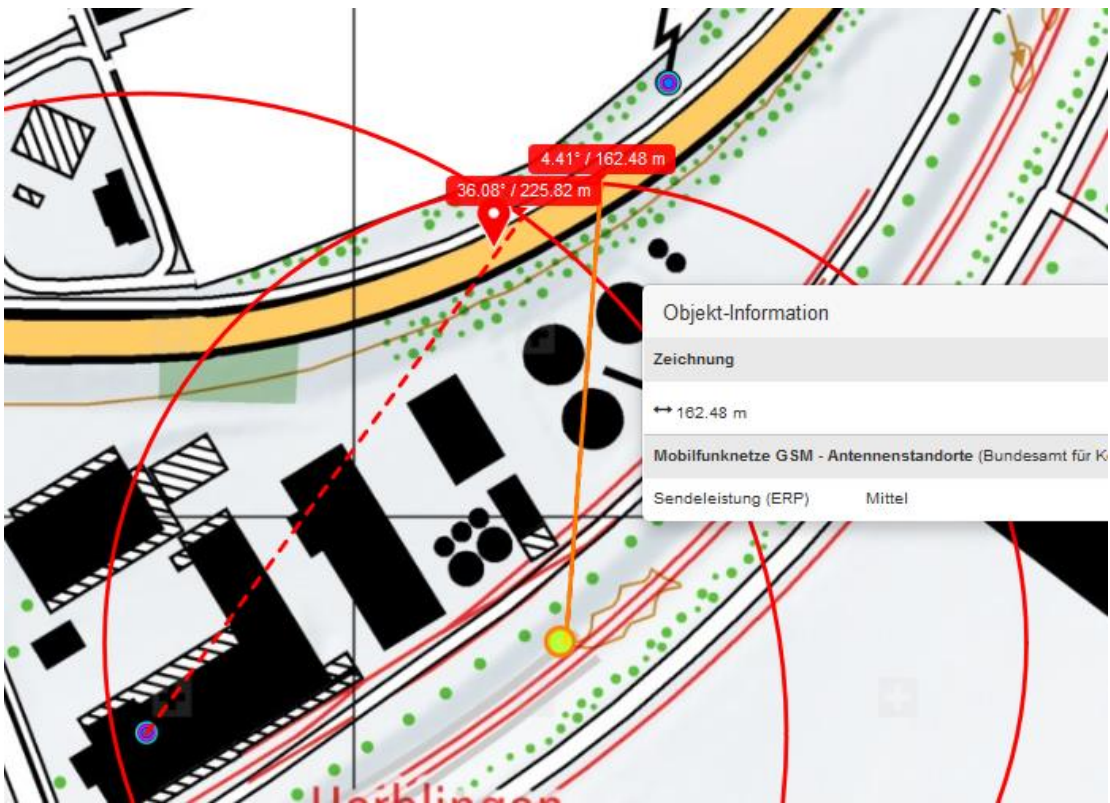 4.41° / 162.48 m
36.08° / 225.82 m
Objekt-Information
Zeichnung
↔ 162.48 m
Mobilfunknetze GSM - Antennenstandorte (Bundesamt für K
Sendeleistung (ERP) Mittel
Herblingen